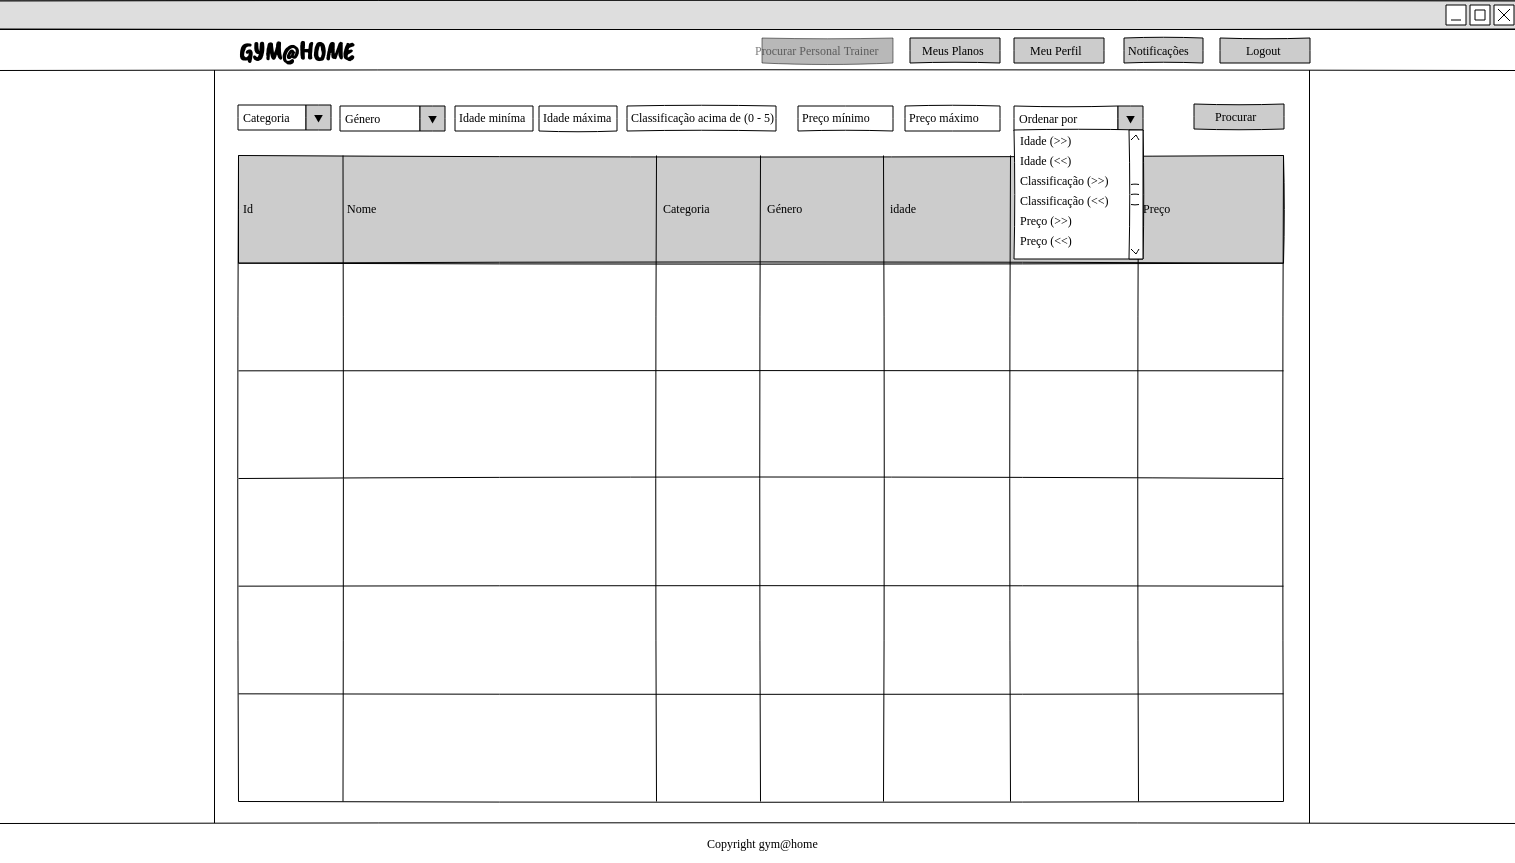 GYM@HOME
Procurar Personal Trainer
Meus Planos
Meu Perfil
Notificações
Logout
Categoria
Género
Idade miníma
Idade máxima
Classificação acima de (0 - 5)
Preço mínimo
Preço máximo
Ordenar por
Procurar
Idade (>>)
Idade (<<)
Classificação (>>)
Classificação (<<)
Preço (>>)
Preço (<<)
Id
Nome
Categoria
Género
idade
Preço
Copyright gym@home